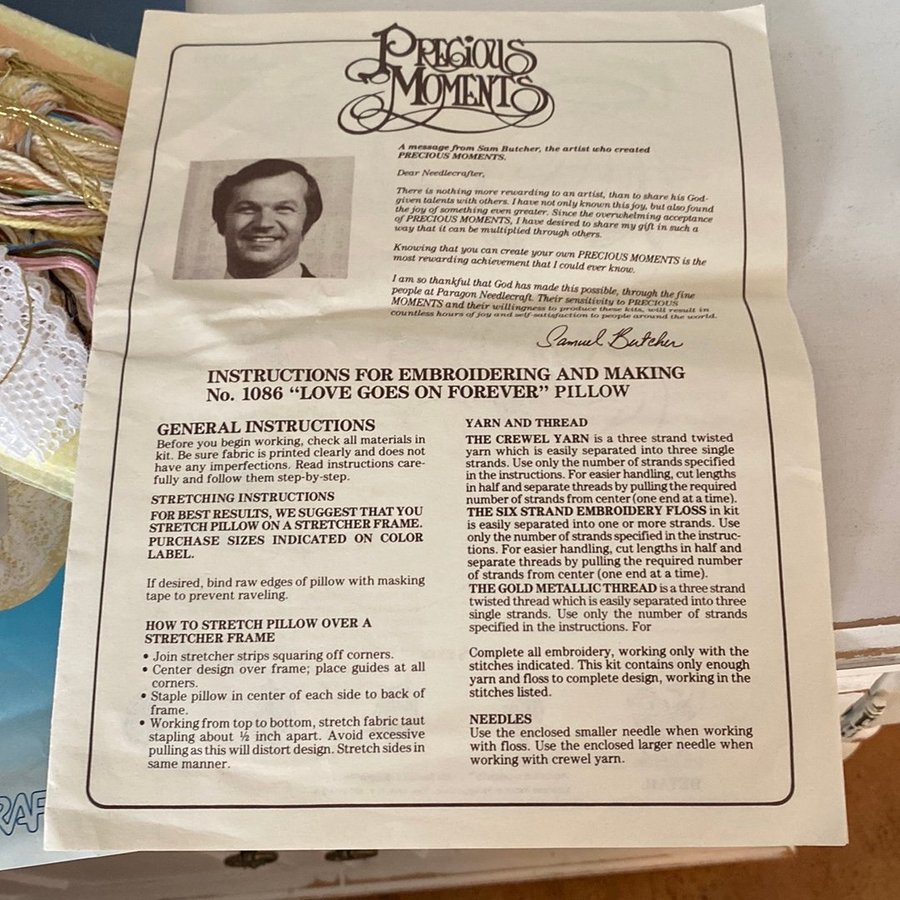 PRECIOUS
MOMENTS
A message from Sam Butcher, the artist who created
PRECIOUS MOMENTS.
Dear Needlecrafter,
There is nothing more rewarding to an artist, than to share his God-
given talents with others. I have not only known this joy, but also found
the joy of something even greater. Since the overwhelming acceptance
of PRECIOUS MOMENTS, I have desired to share my gift in such a
way that it can be multiplied through others.
Knowing that you can create your own PRECIOUS MOMENTS is the
most rewarding achievement that I could ever know.
I am so thankful that God has made this possible, through the fine
people at Paragon Needlecraft. Their sensitivity to PRECIOUS
MOMENTS and their willingness to produce these kits, will result in
countless hours of joy and self-satisfaction to people around the world.
Samuel Butcher
INSTRUCTIONS FOR EMBROIDERING AND MAKING
No. 1086 “LOVE GOES ON FOREVER” PILLOW
GENERAL INSTRUCTIONS
Before you begin working, check all materials in
kit. Be sure fabric is printed clearly and does not
have any imperfections. Read instructions care-
fully and follow them step-by-step.
STRETCHING INSTRUCTIONS
FOR BEST RESULTS, WE SUGGEST THAT YOU
STRETCH PILLOW ON A STRETCHER FRAME.
PURCHASE SIZES INDICATED ON COLOR
LABEL.
If desired, bind raw edges of pillow with masking
tape to prevent raveling.
HOW TO STRETCH PILLOW OVER A
STRETCHER FRAME
• Join stretcher strips squaring off corners.
• Center design over frame; place guides at all
corners.
• Staple pillow in center of each side to back of
frame.
• Working from top to bottom, stretch fabric taut
stapling about ½ inch apart. Avoid excessive
pulling as this will distort design. Stretch sides in
same manner.
YARN AND THREAD
THE CREWEL YARN is a three strand twisted
yarn which is easily separated into three single
strands. Use only the number of strands specified
in the instructions. For easier handling, cut lengths
in half and separate threads by pulling the required
number of strands from center (one end at a time).
THE SIX STRAND EMBROIDERY FLOSS in kit
is easily separated into one or more strands. Use
only the number of strands specified in the instruc-
tions. For easier handling, cut lengths in half and
separate threads by pulling the required number
of strands from center (one end at a time).
THE GOLD METALLIC THREAD is a three strand
twisted thread which is easily separated into three
single strands. Use only the number of strands
specified in the instructions. For
Complete all embroidery, working only with the
stitches indicated. This kit contains only enough
yarn and floss to complete design, working in the
stitches listed.
NEEDLES
Use the enclosed smaller needle when working
with floss. Use the enclosed larger needle when
working with crewel yarn.